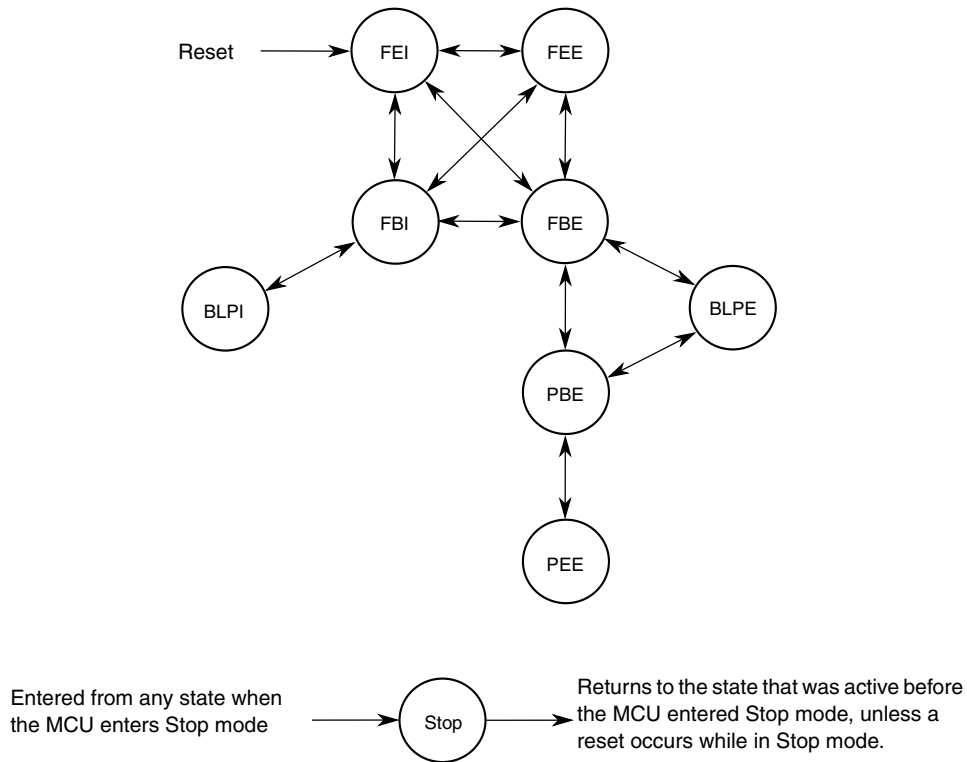 Reset
FEI
FEE
FBI
FBE
BLPI
BLPE
PBE
PEE
Entered from any state when
the MCU enters Stop mode
Stop
Returns to the state that was active before
the MCU entered Stop mode, unless a
reset occurs while in Stop mode.